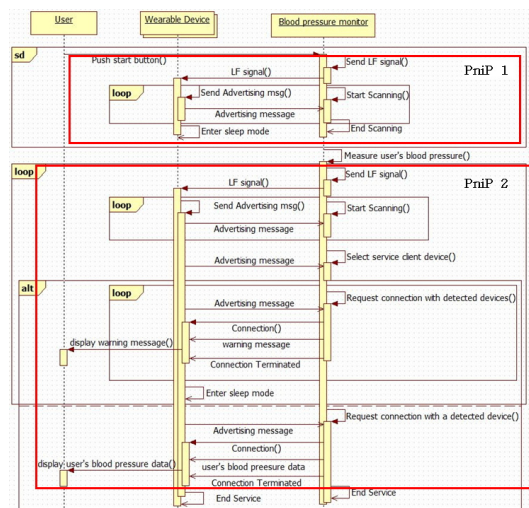 User
Wearable Device
Blood pressure monitor
sd
Push start button()
Send LF signal()
PniP 1
LF signal()
loop
Send Advertising msg()
Start Scanning()
Advertising message
Enter sleep mode
End Scanning
Measure user's blood pressure()
loop
Send LF signal()
PniP 2
LF signal()
loop
Send Advertising msg()
Start Scanning()
Advertising message
Select service client device()
Advertising message
alt
loop
Request connection with detected devices()
Advertising message
Connection()
display warning message()
warning message
Connection Terminated
Enter sleep mode
Request connection with a detected device()
Advertising message
Connection()
display user's blood pressure data()
user's blood preesure data
Connection Terminated
End Service
End Service